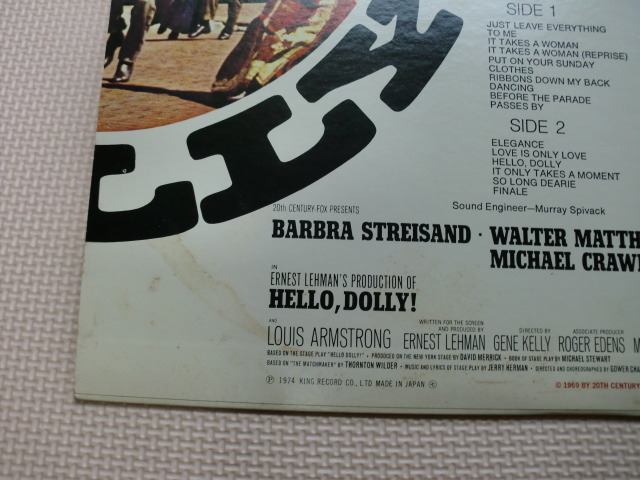 SIDE 1
JUST LEAVE EVERYTHING
TO ME
IT TAKES A WOMAN
IT TAKES A WOMAN (REPRISE)
PUT ON YOUR SUNDAY
CLOTHES
RIBBONS DOWN MY BACK
DANCING
BEFORE THE PARADE
PASSES BY
SIDE 2
ELEGANCE
LOVE IS ONLY LOVE
HELLO, DOLLY
IT ONLY TAKES A MOMENT
SO LONG DEARIE
FINALE
Sound Engineer—Murray Spivack
LLY
20th CENTURY-FOX PRESENTS
BARBRA STREISAND · WALTER MATTH
MICHAEL CRAW
IN
ERNEST LEHMAN'S PRODUCTION OF
HELLO, DOLLY!
AND
LOUIS ARMSTRONG
WRITTEN FOR THE SCREEN
AND PRODUCED BY
ERNEST LEHMAN
DIRECTED BY
GENE KELLY
ASSOCIATE PRODUCER
ROGER EDENS
M
BASED ON THE STAGE PLAY "HELLO DOLLY!" • PRODUCED ON THE NEW YORK STAGE BY DAVID MERRICK • BOOK OF STAGE PLAY BY MICHAEL STEWART
BASED ON "THE MATCHMAKER" BY THORNTON WILDER • MUSIC AND LYRICS OF STAGE PLAY BY JERRY HERMAN • DIRECTED AND CHOREOGRAPHED BY GOWER CHA
℗ 1974 KING RECORD CO., LTD MADE IN JAPAN
© 1969 BY 20TH CENTURY